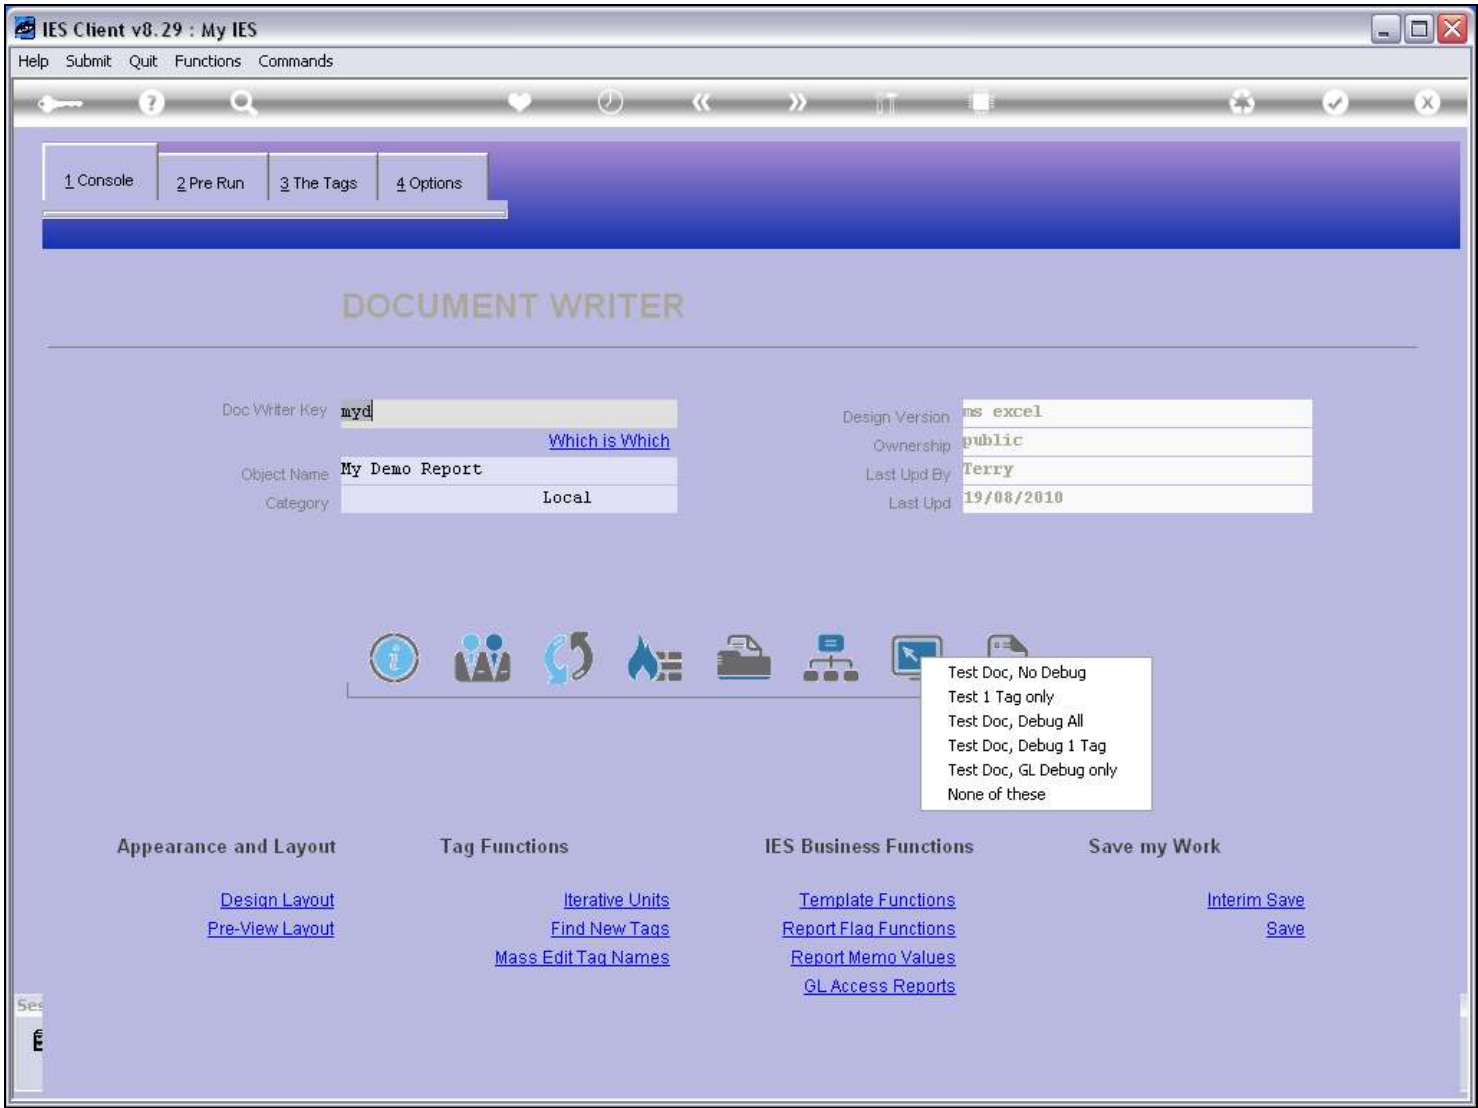 IES Client v8.29 : My IES
Help Submit Quit Functions Commands
1 Console 2 Pre Run 3 The Tags 4 Options
DOCUMENT WRITER
Doc Writer Key myd
Which is Which
Object Name My Demo Report
Category Local
Design Version ms excel
Ownership public
Last Upd By Terry
Last Upd 19/08/2010
Test Doc, No Debug
Test 1 Tag only
Test Doc, Debug All
Test Doc, Debug 1 Tag
Test Doc, GL Debug only
None of these
Appearance and Layout
Design Layout
Pre-View Layout
Tag Functions
Iterative Units
Find New Tags
Mass Edit Tag Names
IES Business Functions
Template Functions
Report Flag Functions
Report Memo Values
GL Access Reports
Save my Work
Interim Save
Save